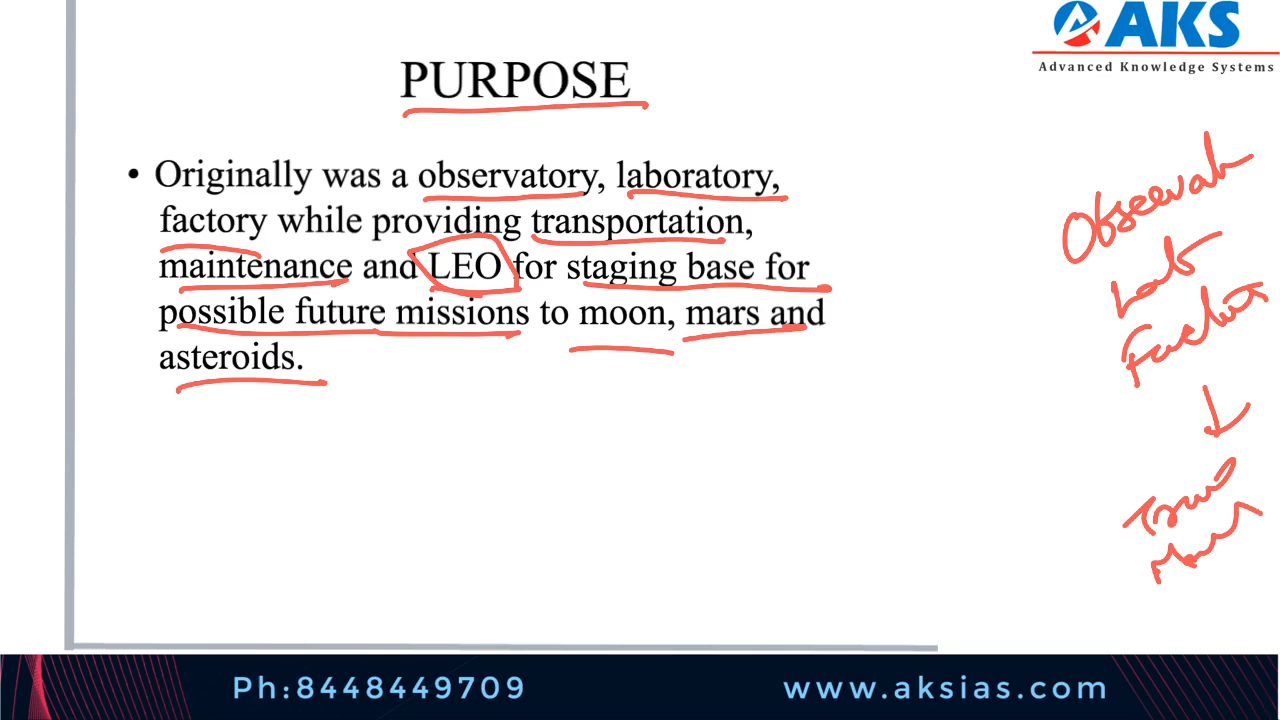 AKS
Advanced Knowledge Systems
PURPOSE
• Originally was a observatory, laboratory,
factory while providing transportation,
maintenance and LEO for staging base for
possible future missions to moon, mars and
asteroids.
Lab
Ph:8448449709
www.aksias.com